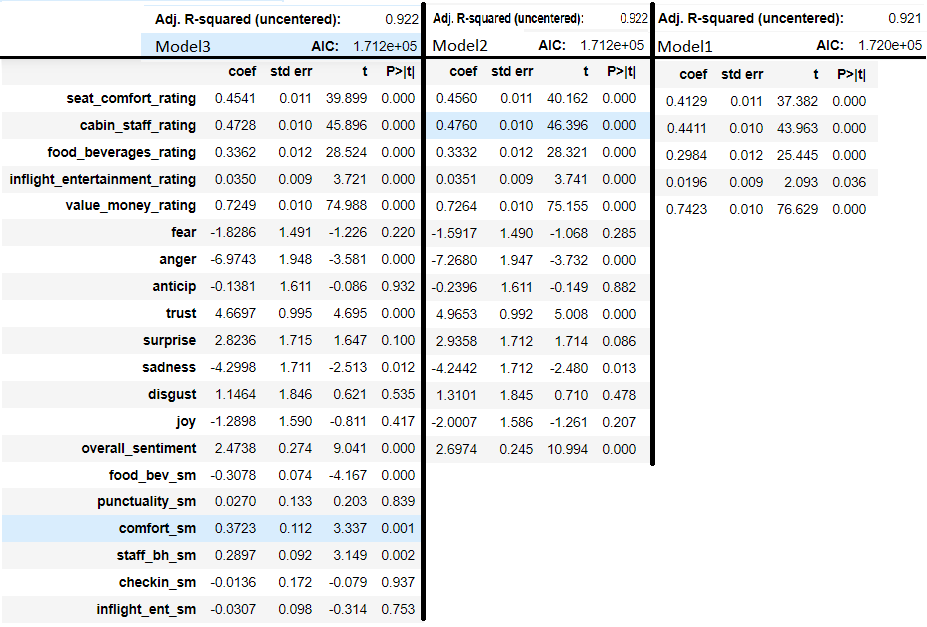 Adj. R-squared (uncentered): 0.922 Adj. R-squared (uncentered): 0.922 Adj. R-squared (uncentered): 0.921
Model3 AIC: 1.712e+05 Model2 AIC: 1.712e+05 Model1 AIC: 1.720e+05
coef std err t P>|t| coef std err t P>|t| coef std err t P>|t|
seat_comfort_rating 0.4541 0.011 39.899 0.000 0.4560 0.011 40.162 0.000 0.4129 0.011 37.382 0.000
cabin_staff_rating 0.4728 0.010 45.896 0.000 0.4760 0.010 46.396 0.000 0.4411 0.010 43.963 0.000
food_beverages_rating 0.3362 0.012 28.524 0.000 0.3332 0.012 28.321 0.000 0.2984 0.012 25.445 0.000
inflight_entertainment_rating 0.0350 0.009 3.721 0.000 0.0351 0.009 3.741 0.000 0.0196 0.009 2.093 0.036
value_money_rating 0.7249 0.010 74.988 0.000 0.7264 0.010 75.155 0.000 0.7423 0.010 76.629 0.000
fear -1.8286 1.491 -1.226 0.220 -1.5917 1.490 -1.068 0.285
anger -6.9743 1.948 -3.581 0.000 -7.2680 1.947 -3.732 0.000
anticip -0.1381 1.611 -0.086 0.932 -0.2396 1.611 -0.149 0.882
trust 4.6697 0.995 4.695 0.000 4.9653 0.992 5.008 0.000
surprise 2.8236 1.715 1.647 0.100 2.9358 1.712 1.714 0.086
sadness -4.2998 1.711 -2.513 0.012 -4.2442 1.712 -2.480 0.013
disgust 1.1464 1.846 0.621 0.535 1.3101 1.845 0.710 0.478
joy -1.2898 1.590 -0.811 0.417 -2.0007 1.586 -1.261 0.207
overall_sentiment 2.4738 0.274 9.041 0.000 2.6974 0.245 10.994 0.000
food_bev_sm -0.3078 0.074 -4.167 0.000
punctuality_sm 0.0270 0.133 0.203 0.839
comfort_sm 0.3723 0.112 3.337 0.001
staff_bh_sm 0.2897 0.092 3.149 0.002
checkin_sm -0.0136 0.172 -0.079 0.937
inflight_ent_sm -0.0307 0.098 -0.314 0.753